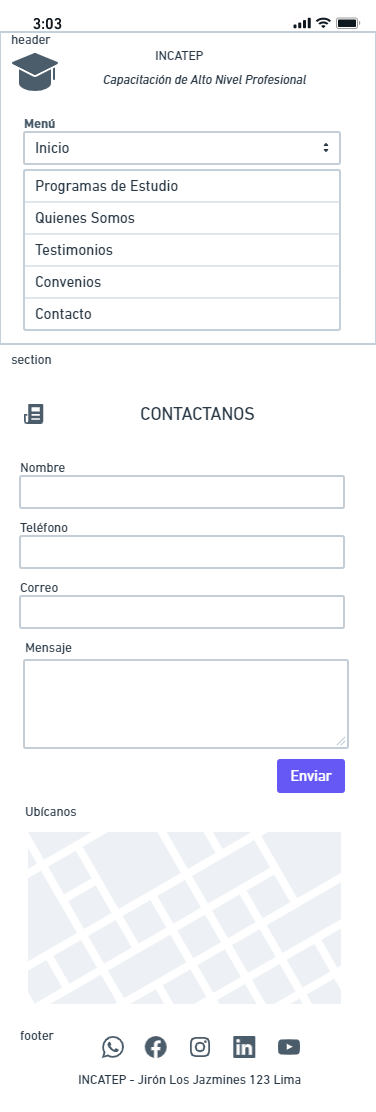 3:03
header
INCATEP
Capacitación de Alto Nivel Profesional
Menú
Inicio
Programas de Estudio
Quienes Somos
Testimonios
Convenios
Contacto
section
CONTACTANOS
Nombre
Teléfono
Correo
Mensaje
Enviar
Ubícanos
footer
INCATEP - Jirón Los Jazmines 123 Lima